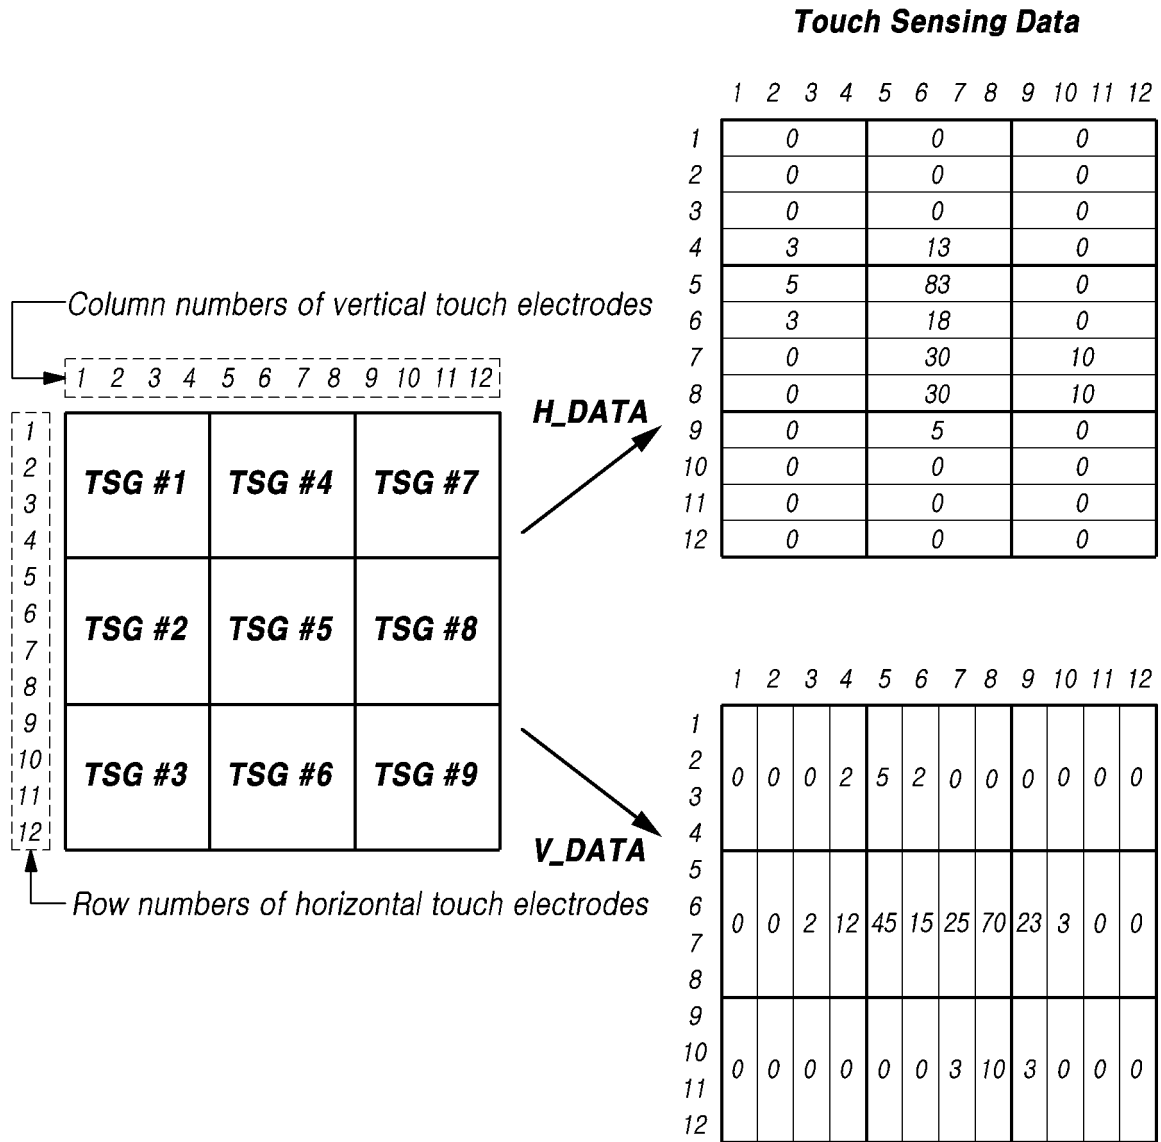 Touch Sensing Data
1 2 3 4 5 6 7 8 9 10 11 12
1 0 0 0
2 0 0 0
3 0 0 0
4 3 13 0
5 5 83 0
6 3 18 0
7 0 30 10
8 0 30 10
9 0 5 0
10 0 0 0
11 0 0 0
12 0 0 0
Column numbers of vertical touch electrodes
1 2 3 4 5 6 7 8 9 10 11 12
1
2
3
4
5
6
7
8
9
10
11
12
TSG #1 TSG #4 TSG #7
TSG #2 TSG #5 TSG #8
TSG #3 TSG #6 TSG #9
Row numbers of horizontal touch electrodes
H_DATA
V_DATA
1 2 3 4 5 6 7 8 9 10 11 12
1
2
3
4
0 0 0 2 5 2 0 0 0 0 0 0
5
6
7
8
0 0 2 12 45 15 25 70 23 3 0 0
9
10
11
12
0 0 0 0 0 0 3 10 3 0 0 0